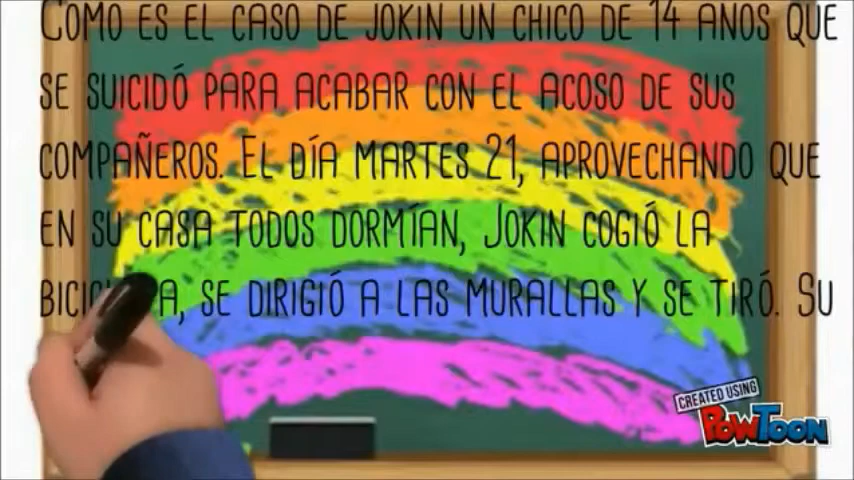 COMO ES EL CASO DE JOKIN UN CHICO DE 14 AÑOS QUE
SE SUICIDÓ PARA ACABAR CON EL ACOSO DE SUS
COMPAÑEROS. EL DÍA MARTES 21, APROVECHANDO QUE
EN SU CASA TODOS DORMÍAN, JOKIN COGIÓ LA
BICICLETA, SE DIRIGIÓ A LAS MURALLAS Y SE TIRÓ. SU
CREATED USING
POWTOON